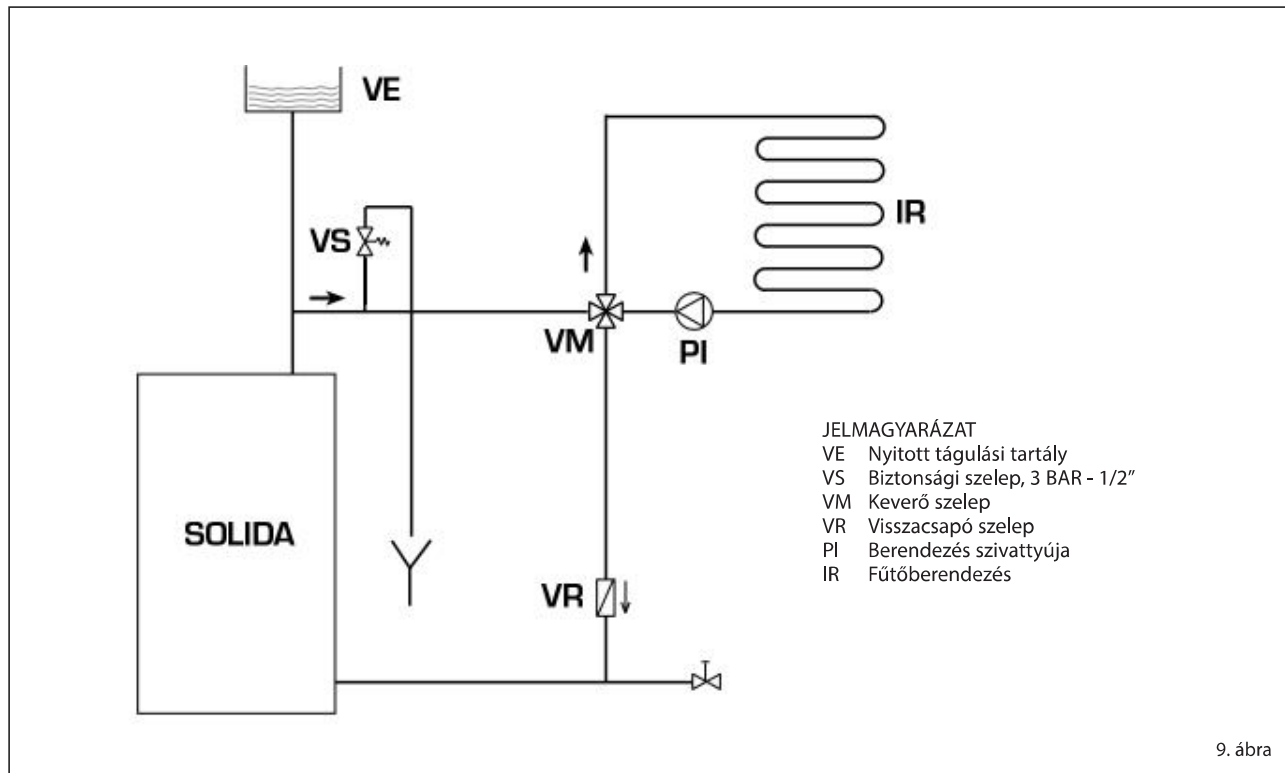 VE
VS
IR
VM
PI
SOLIDA
VR
JELMAGYARÁZAT
VE Nyitott tágulási tartály
VS Biztonsági szelep, 3 BAR - 1/2”
VM Keverő szelep
VR Visszacsapó szelep
PI Berendezés szivattyúja
IR Fűtőberendezés
9. ábra